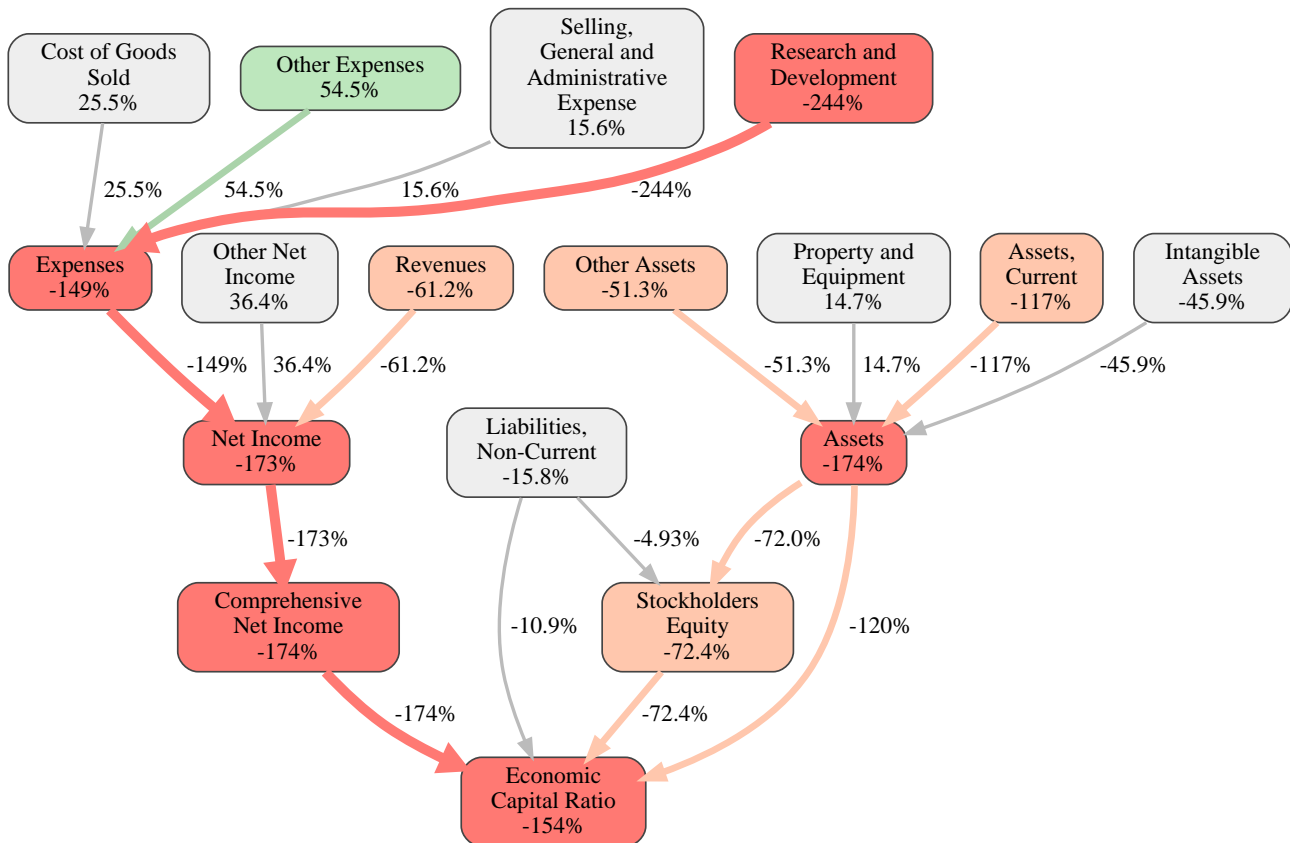 Cost of Goods
Sold
25.5%
Other Expenses
54.5%
Selling,
General and
Administrative
Expense
15.6%
Research and
Development
-244%
25.5%
54.5%
15.6%
-244%
Expenses
-149%
Other Net
Income
36.4%
Revenues
-61.2%
Other Assets
-51.3%
Property and
Equipment
14.7%
Assets,
Current
-117%
Intangible
Assets
-45.9%
-149%
36.4%
-61.2%
-51.3%
14.7%
-117%
-45.9%
Net Income
-173%
Liabilities,
Non-Current
-15.8%
Assets
-174%
-173%
-4.93%
-72.0%
Comprehensive
Net Income
-174%
-10.9%
Stockholders
Equity
-72.4%
-120%
-174%
-72.4%
Economic
Capital Ratio
-154%